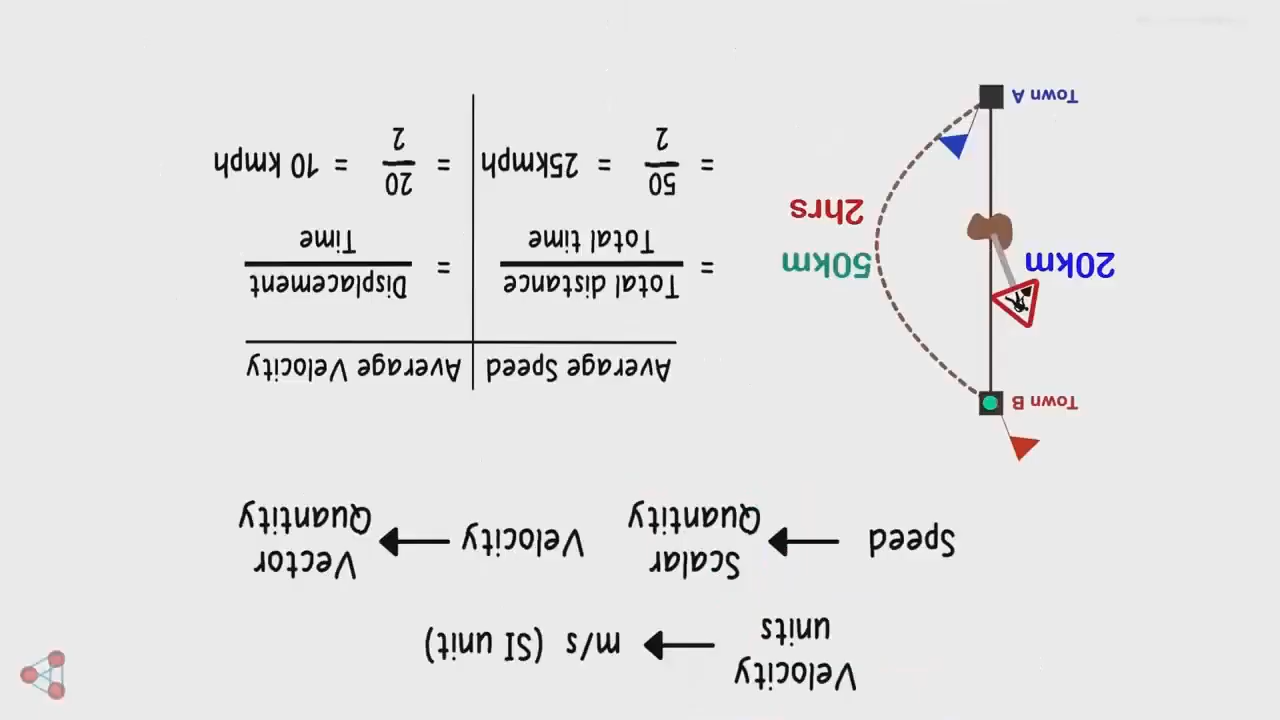 Velocity
units
m/s (SI unit)
Speed
Scalar
Quantity
Velocity
Vector
Quantity
Town B
20km
50km
2hrs
Town A
Average Speed
Average Velocity
= Total distance
Total time
= Displacement
Time
= 50
2
= 25kmph
= 20
2
= 10 kmph